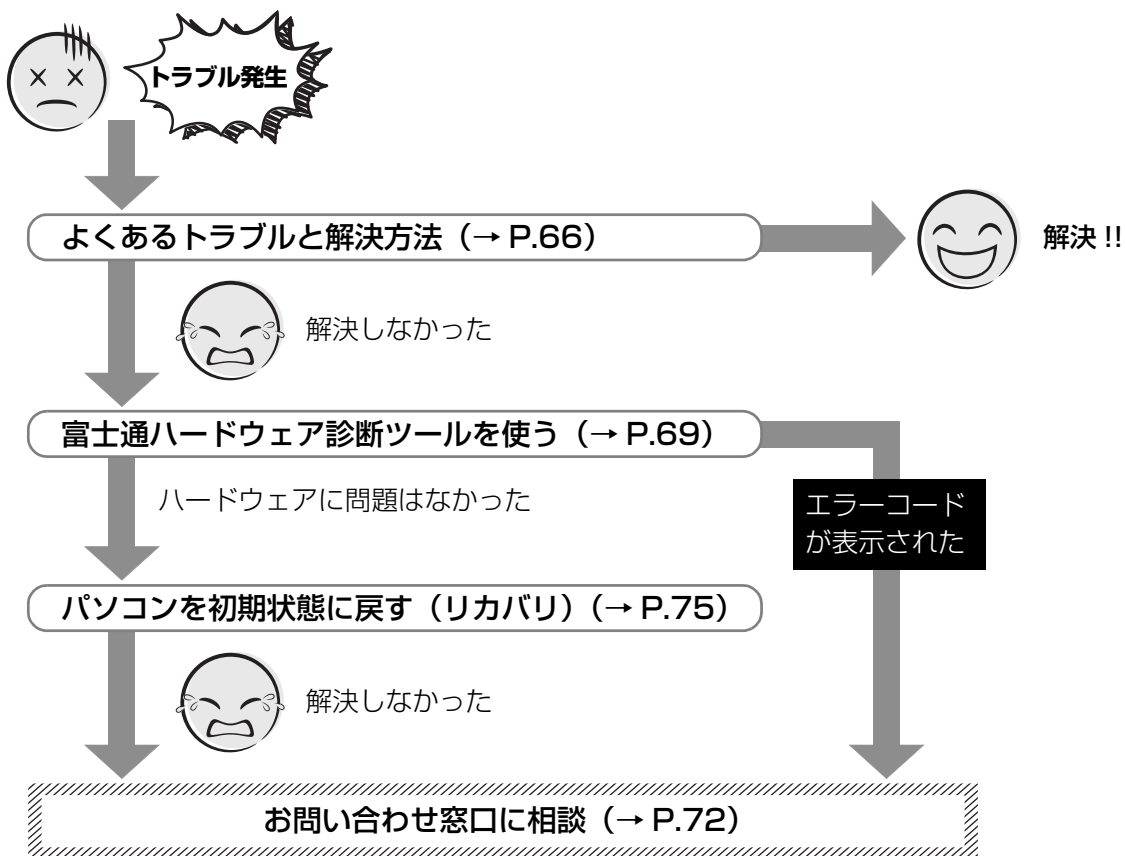 トラブル発生
よくあるトラブルと解決方法（→ P.66）
解決 !!
解決しなかった
富士通ハードウェア診断ツールを使う（→ P.69）
ハードウェアに問題はなかった
エラーコード
が表示された
パソコンを初期状態に戻す（リカバリ）（→ P.75）
解決しなかった
お問い合わせ窓口に相談（→ P.72）